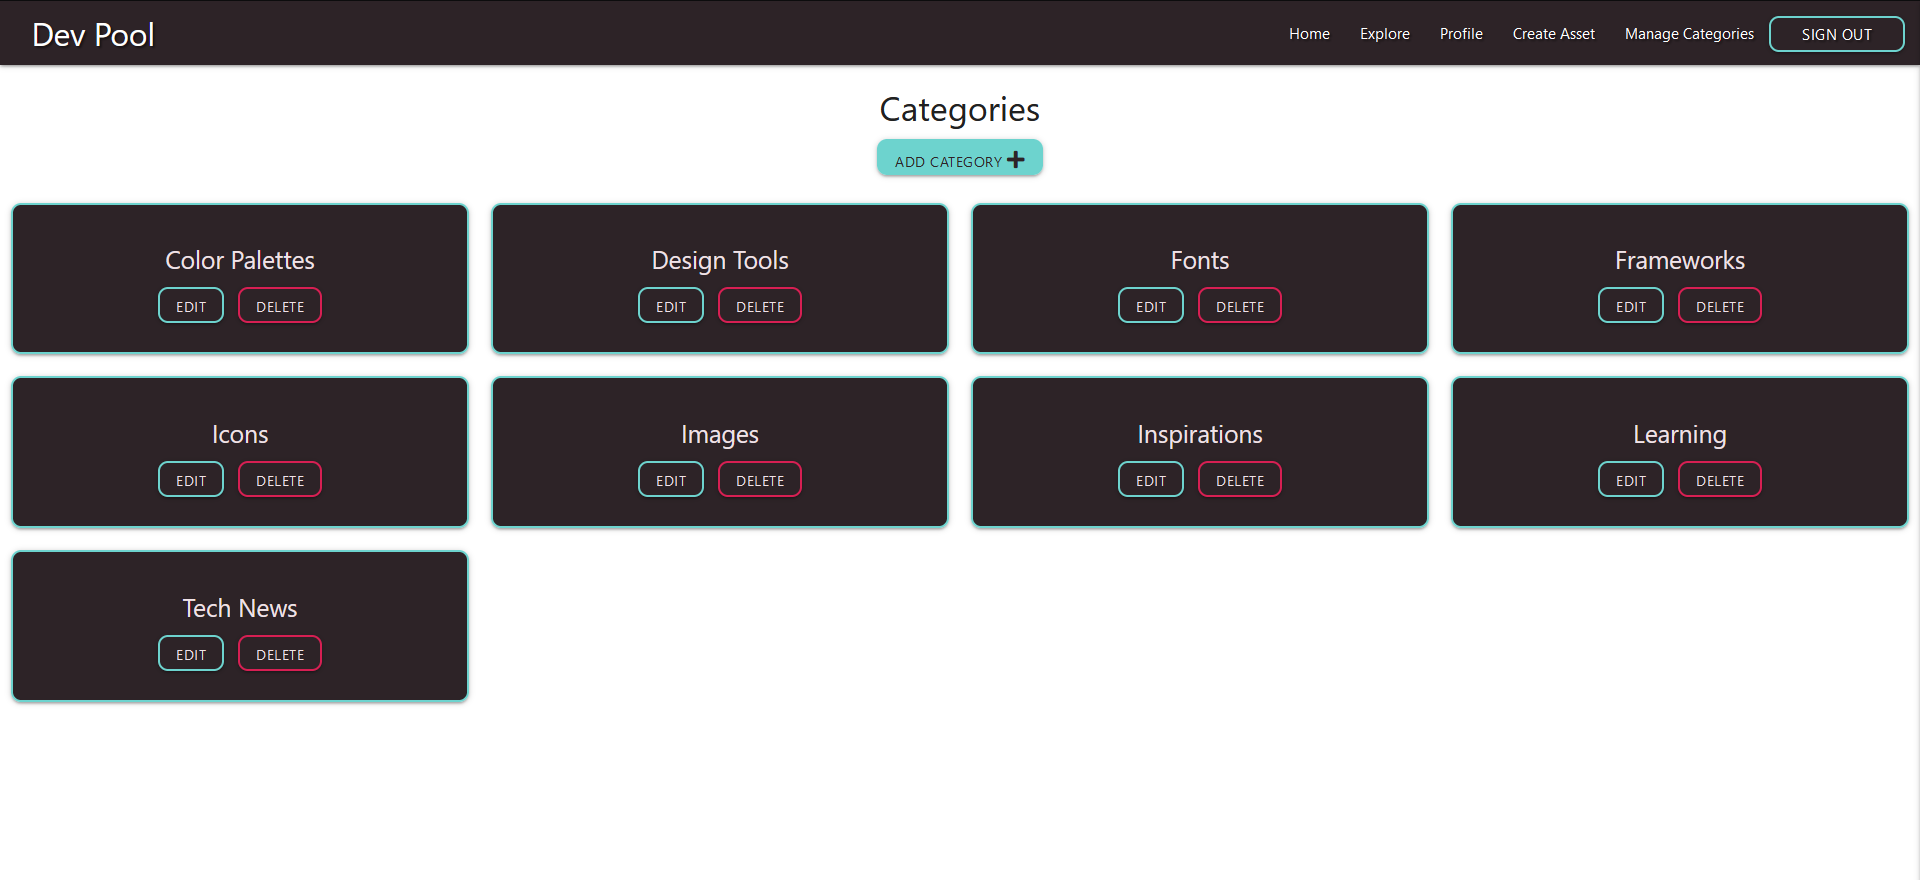 Dev Pool
Home Explore Profile Create Asset Manage Categories SIGN OUT
Categories
ADD CATEGORY
Color Palettes
EDIT DELETE
Design Tools
EDIT DELETE
Fonts
EDIT DELETE
Frameworks
EDIT DELETE
Icons
EDIT DELETE
Images
EDIT DELETE
Inspirations
EDIT DELETE
Learning
EDIT DELETE
Tech News
EDIT DELETE